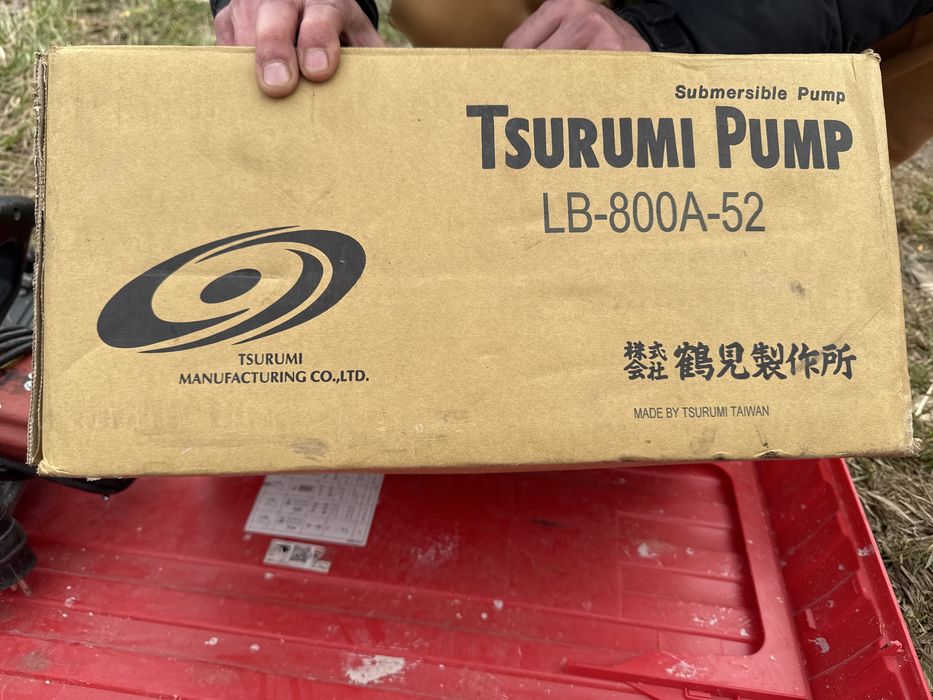 Submersible Pump
TSURUMI PUMP
LB-800A-52
TSURUMI
MANUFACTURING CO.,LTD.
株式
会社 鶴見製作所
MADE BY TSURUMI TAIWAN